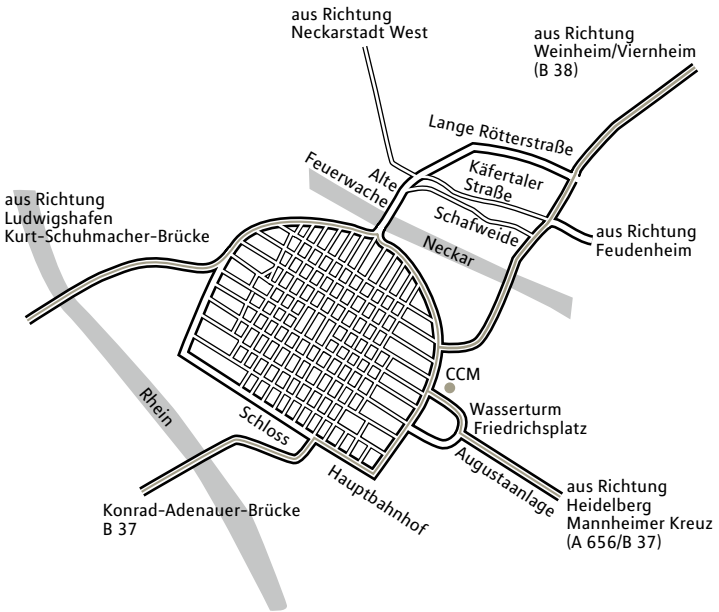 aus Richtung
Neckarstadt West
aus Richtung
Weinheim/Viernheim
(B 38)
Lange Rötterstraße
Käfertaler
Straße
Alte
Feuerwache
Schafweide
Neckar
aus Richtung
Feudenheim
aus Richtung
Ludwigshafen
Kurt-Schuhmacher-Brücke
CCM
Wasserturm
Friedrichsplatz
Augustaanlage
Rhein
Schloss
Hauptbahnhof
aus Richtung
Heidelberg
Mannheimer Kreuz
(A 656/B 37)
Konrad-Adenauer-Brücke
B 37